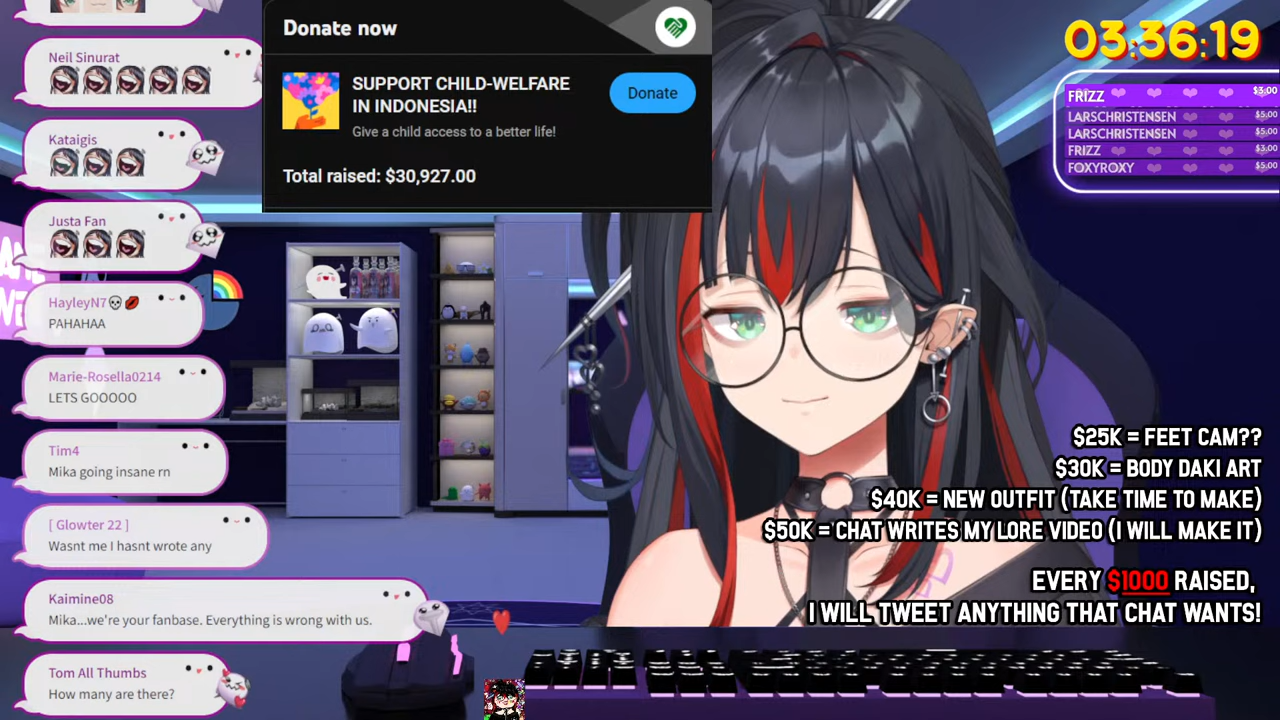 Neil Sinurat
Kataigis
Justa Fan
HayleyN7💀💋
PAHAHAA
Marie-Rosella0214
LETS GOOOOO
Tim4
Mika going insane rn
[ Glowter 22 ]
Wasnt me I hasnt wrote any
Kaimine08
Mika...we're your fanbase. Everything is wrong with us.
Tom All Thumbs
How many are there?
Donate now
SUPPORT CHILD-WELFARE
IN INDONESIA!!
Give a child access to a better life!
Donate
Total raised: $30,927.00
03:36:19
FRIZZ $3.00
LARSCHRISTENSEN $5.00
LARSCHRISTENSEN $5.00
FRIZZ $3.00
FOXYROXY $5.00
$25K = FEET CAM??
$30K = BODY DAKI ART
$40K = NEW OUTFIT (TAKE TIME TO MAKE)
$50K = CHAT WRITES MY LORE VIDEO (I WILL MAKE IT)
EVERY $1000 RAISED,
I WILL TWEET ANYTHING THAT CHAT WANTS!